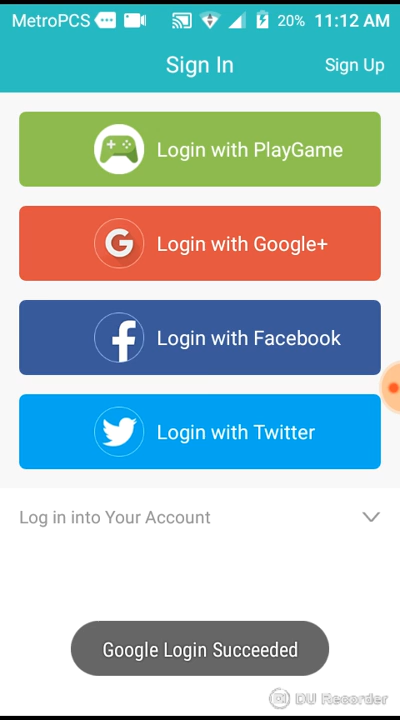 MetroPCS 20% 11:12 AM
Sign In Sign Up
Login with PlayGame
G Login with Google+
f Login with Facebook
Login with Twitter
Log in into Your Account
Google Login Succeeded
DU Recorder